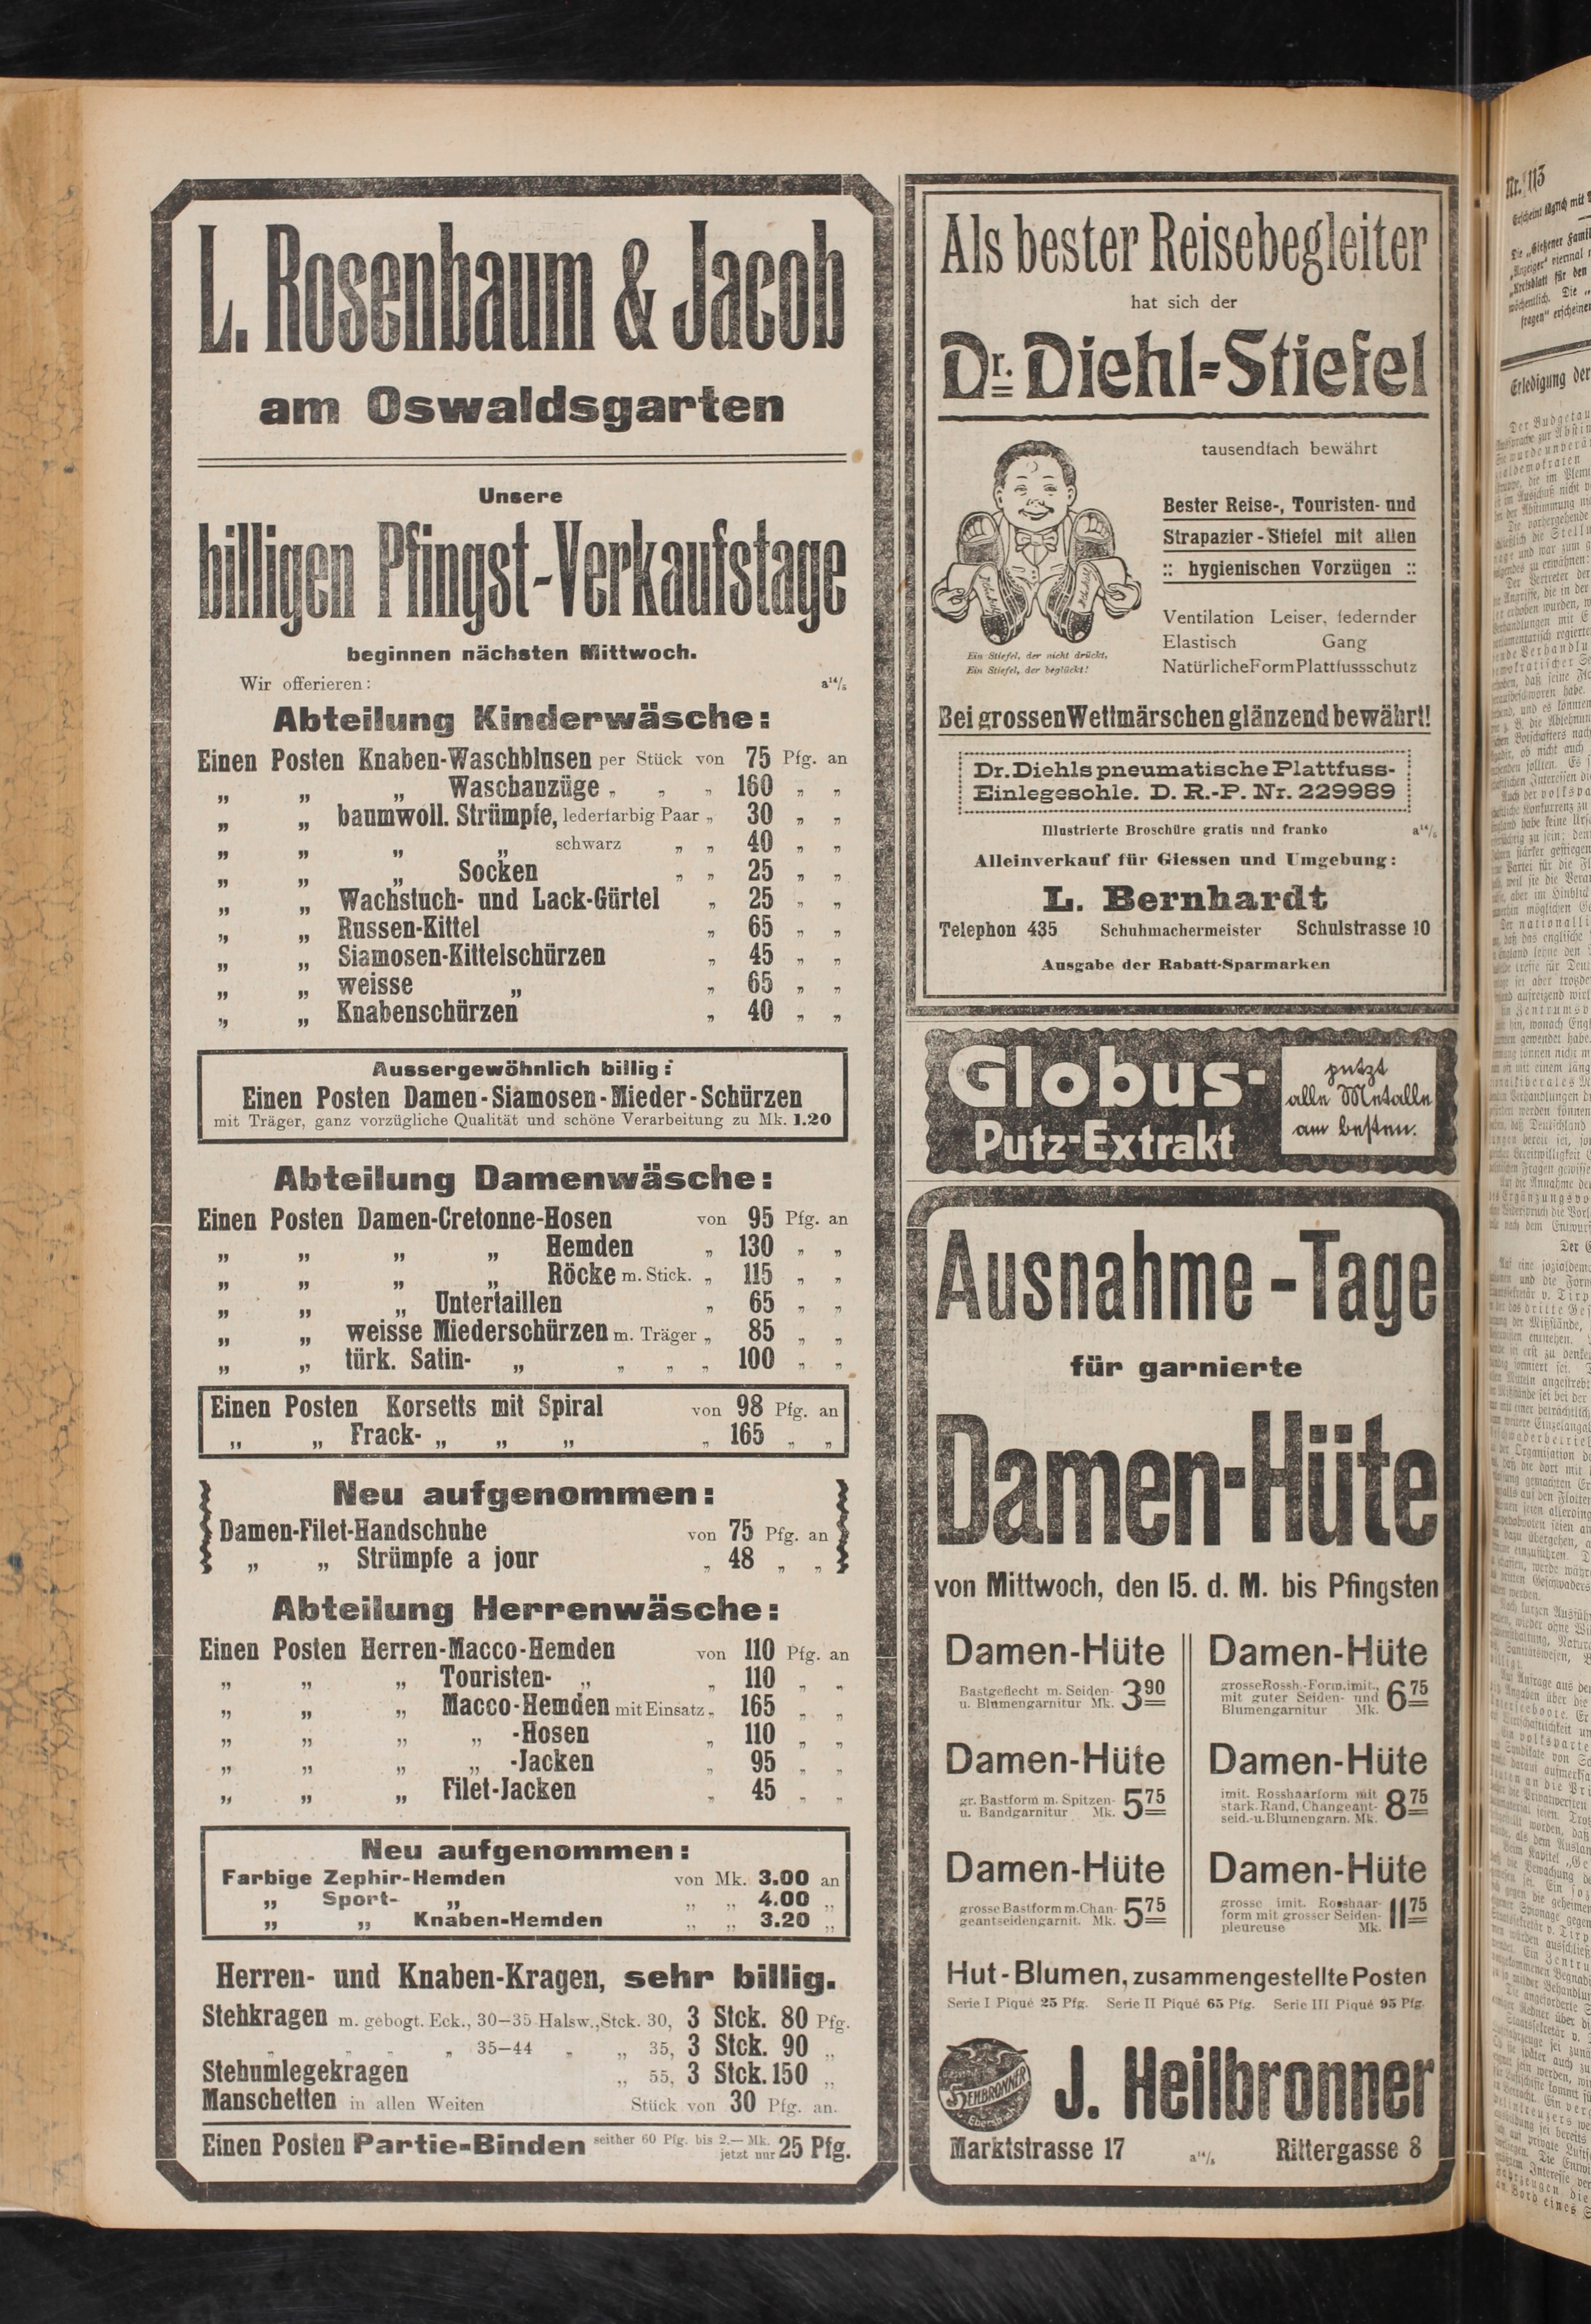 L. Rosenbaum & Jacob
am Oswaldsgarten
Unsere
billigen Pfingst-Verkaufstage
beginnen nächsten Mittwoch.
Wir offerieren: a14/5
Abteilung Kinderwäsche:
Einen Posten Knaben-Waschblusen per Stück von 75 Pfg. an
„ „ „ Waschanzüge „ „ „ 160 „ „
„ „ baumwoll. Strümpfe, lederfarbig Paar „ 30 „ „
„ „ „ „ schwarz „ „ 40 „ „
„ „ „ Socken „ „ 25 „ „
„ „ Wachstuch- und Lack-Gürtel „ 25 „ „
„ „ Russen-Kittel „ 65 „ „
„ „ Siamosen-Kittelschürzen „ 45 „ „
„ „ weisse „ „ 65 „ „
„ „ Knabenschürzen „ 40 „ „
Aussergewöhnlich billig:
Einen Posten Damen-Siamosen-Mieder-Schürzen
mit Träger, ganz vorzügliche Qualität und schöne Verarbeitung zu Mk. 1.20
Abteilung Damenwäsche:
Einen Posten Damen-Cretonne-Hosen von 95 Pfg. an
„ „ „ „ Hemden „ 130 „ „
„ „ „ „ Röcke m. Stick. „ 115 „ „
„ „ „ Untertaillen „ 65 „ „
„ „ weisse Miederschürzen m. Träger „ 85 „ „
„ „ türk. Satin- „ „ „ „ 100 „ „
Einen Posten Korsetts mit Spiral von 98 Pfg. an
„ „ Frack- „ „ „ „ 165 „ „
Neu aufgenommen:
Damen-Filet-Handschuhe von 75 Pfg. an
„ „ Strümpfe a jour „ 48 „ „
Abteilung Herrenwäsche:
Einen Posten Herren-Macco-Hemden von 110 Pfg. an
„ „ „ Touristen- „ „ 110 „ „
„ „ „ Macco-Hemden mit Einsatz „ 165 „ „
„ „ „ „ -Hosen „ 110 „ „
„ „ „ „ -Jacken „ 95 „ „
„ „ „ Filet-Jacken „ 45 „ „
Neu aufgenommen:
Farbige Zephir-Hemden von Mk. 3.00 an
„ Sport- „ „ „ 4.00 „
„ „ Knaben-Hemden „ „ 3.20 „
Herren- und Knaben-Kragen, sehr billig.
Stehkragen m. gebogt. Eck., 30–35 Halsw., Stck. 30, 3 Stck. 80 Pfg.
„ „ „ „ 35–44 „ „ 35, 3 Stck. 90 „
Stehumlegekragen „ 55, 3 Stck. 150 „
Manschetten in allen Weiten Stück von 30 Pfg. an.
Einen Posten Partie-Binden seither 60 Pfg. bis 2.— Mk. jetzt nur 25 Pfg.
Als bester Reisebegleiter
hat sich der
Dr. Diehl-Stiefel
tausendfach bewährt
Bester Reise-, Touristen- und
Strapazier-Stiefel mit allen
:: hygienischen Vorzügen ::
Ventilation Leiser, federnder
Elastisch Gang
Natürliche Form Plattfussschutz
Ein Stiefel, der nicht drückt,
Ein Stiefel, der beglückt!
Bei grossen Wettmärschen glänzend bewährt!
Dr. Diehls pneumatische Plattfuss-
Einlegesohle. D. R.-P. Nr. 229989
Illustrierte Broschüre gratis und franko a14/5
Alleinverkauf für Giessen und Umgebung:
L. Bernhardt
Telephon 435 Schuhmachermeister Schulstrasse 10
Ausgabe der Rabatt-Sparmarken
Globus-
Putz-Extrakt
putzt
alle Metalle
am besten.
Ausnahme-Tage
für garnierte
Damen-Hüte
von Mittwoch, den 15. d. M. bis Pfingsten
Damen-Hüte
Bastgeflecht m. Seiden-
u. Blumengarnitur Mk. 3 90
Damen-Hüte
grosse Rossh.-Form, imit.,
mit guter Seiden- und
Blumengarnitur Mk. 6 75
Damen-Hüte
gr. Bastform m. Spitzen-
u. Bandgarnitur Mk. 5 75
Damen-Hüte
imit. Rosshaarform mit
stark. Rand, Changeant-
seid.-u. Blumengarn. Mk. 8 75
Damen-Hüte
grosse Bastform m. Chan-
geantseidengarnit. Mk. 5 75
Damen-Hüte
grosse imit. Rosshaar-
form mit grosser Seiden-
pleureuse Mk. 11 75
Hut-Blumen, zusammengestellte Posten
Serie I Piqué 25 Pfg. Serie II Piqué 65 Pfg. Serie III Piqué 95 Pfg.
J. Heilbronner
Marktstrasse 17 a14/5 Rittergasse 8
Nr. 113
Erscheint täglich mit
Erledigung der